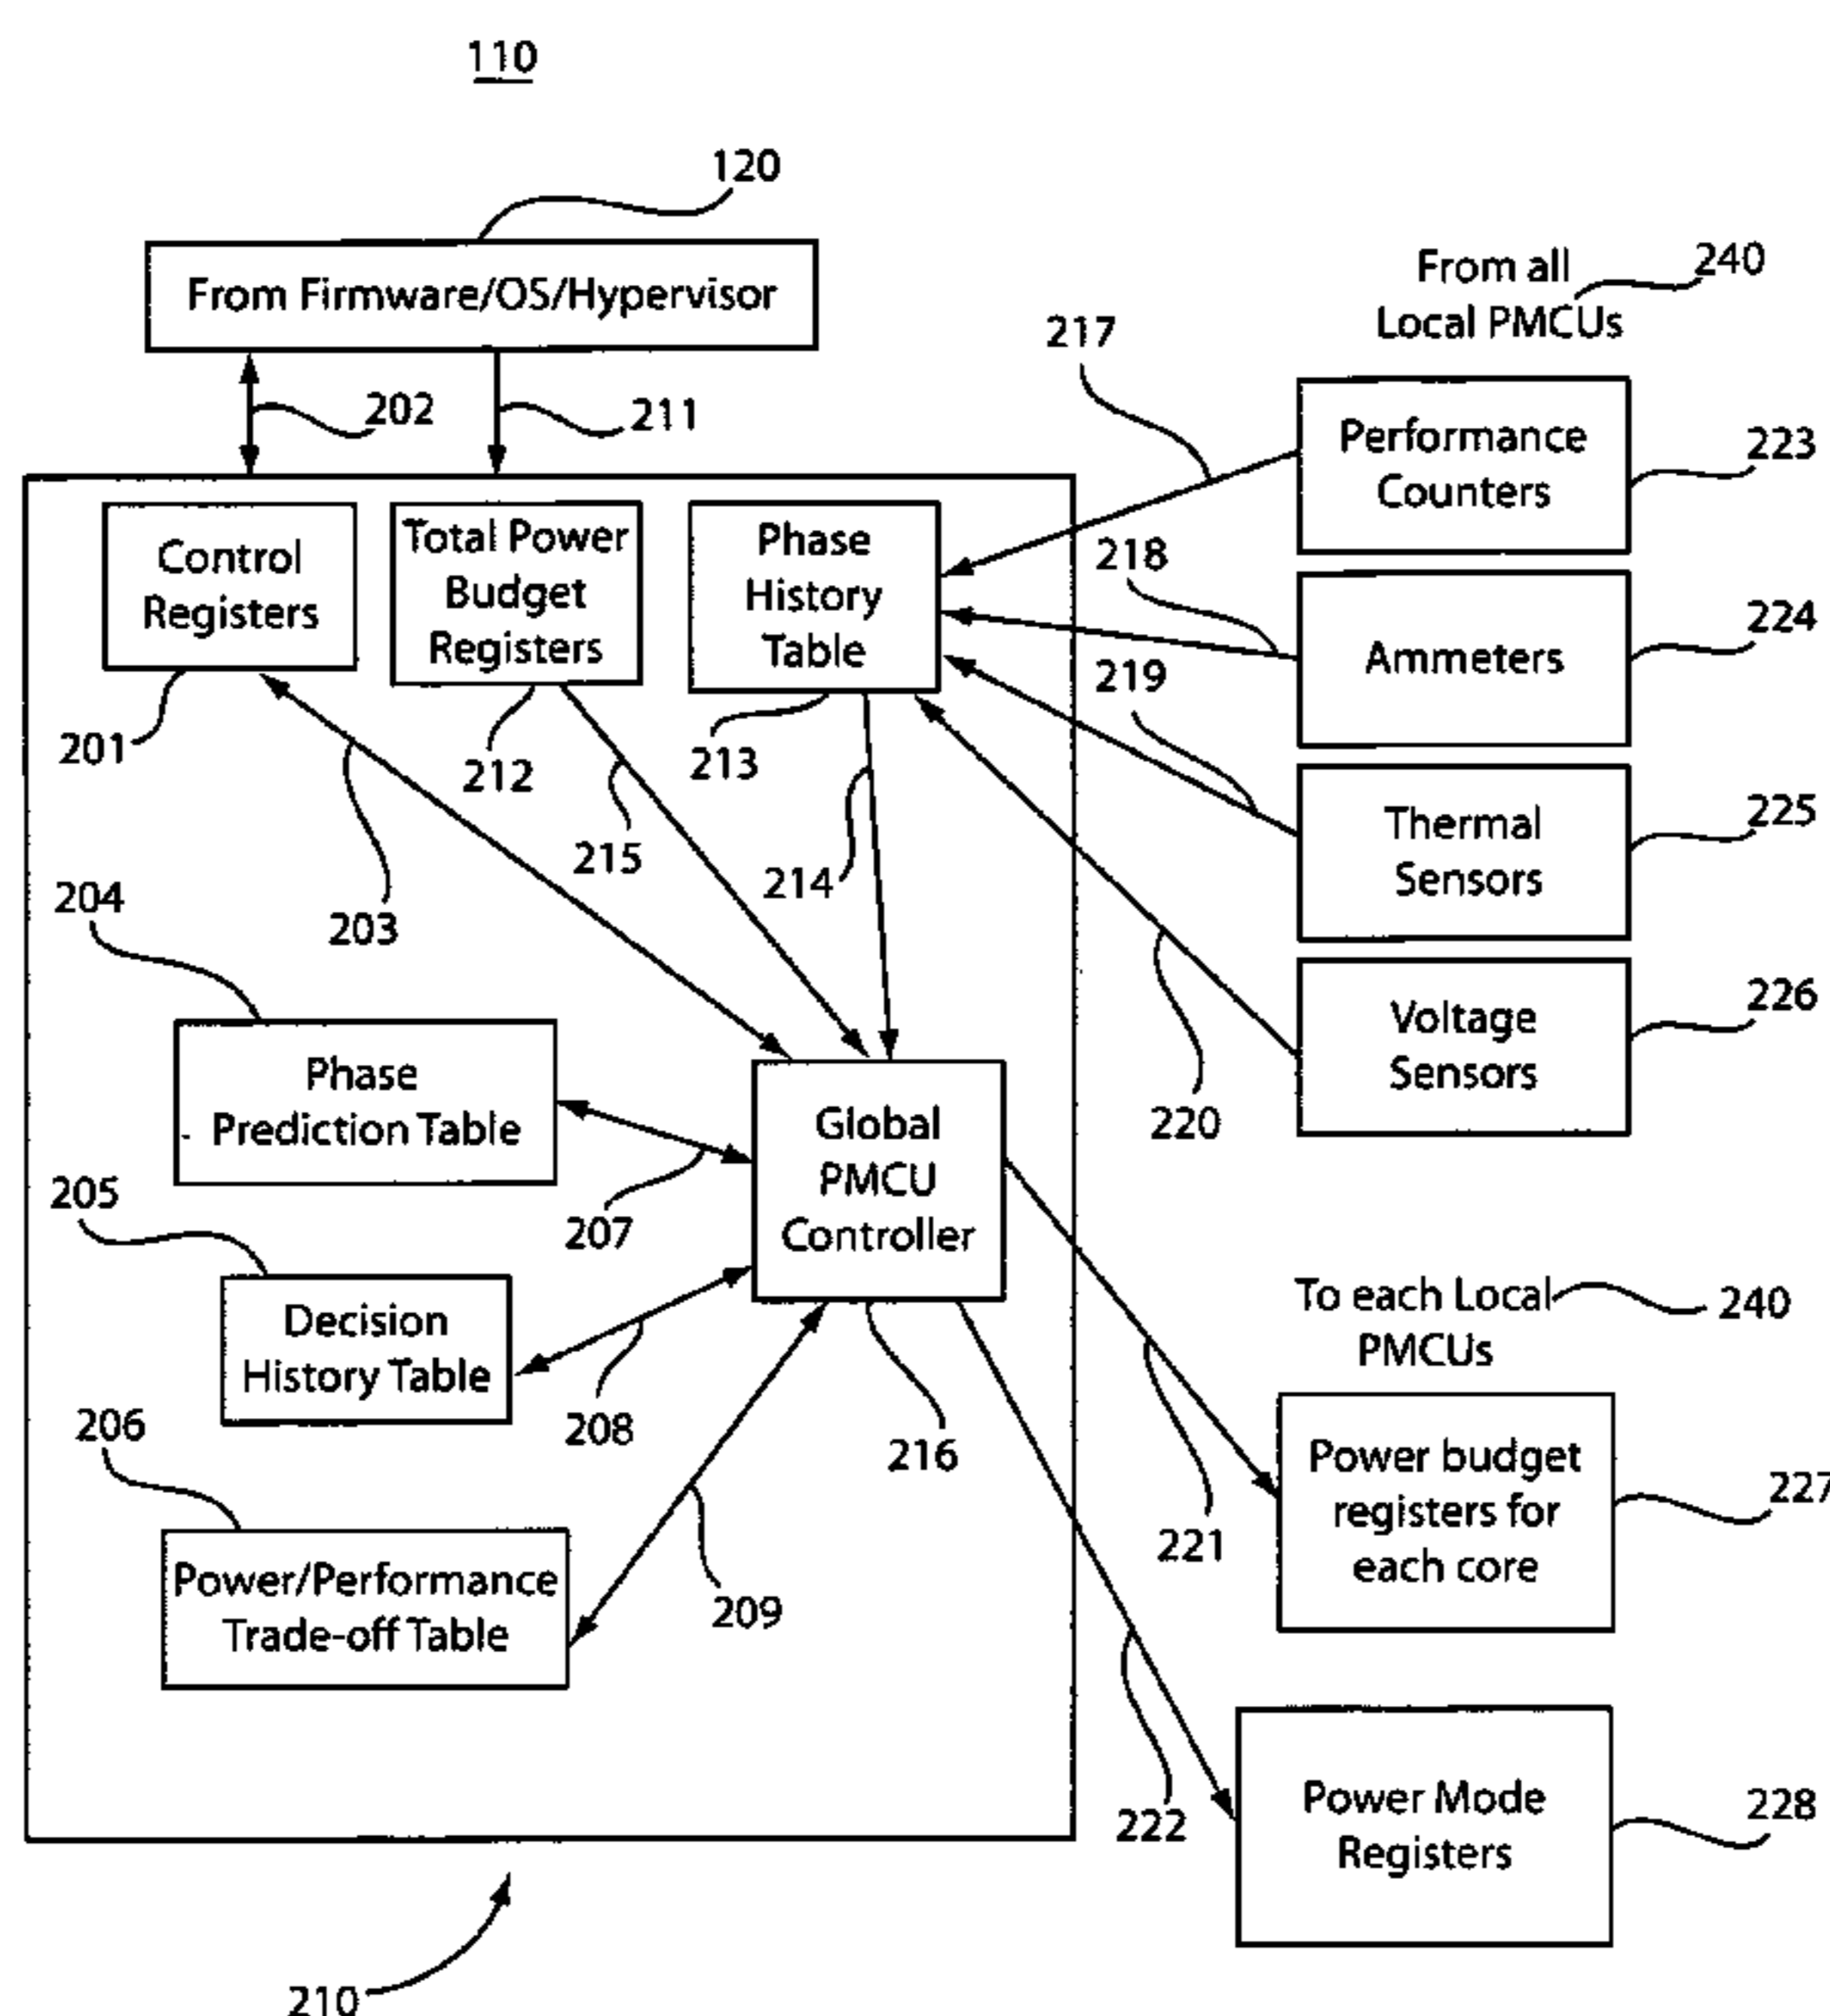 110
120
From Firmware/OS/Hypervisor
From all
Local PMCUs
240
202
211
217
Control
Registers
Total Power
Budget
Registers
Phase
History
Table
Performance
Counters
223
218
Ammeters
224
219
201
212
213
Thermal
Sensors
225
203
215
214
204
Voltage
Sensors
226
220
Phase
Prediction Table
Global
PMCU
Controller
207
205
Decision
History Table
208
216
To each Local
PMCUs
240
206
221
Power budget
registers for
each core
227
Power/Performance
Trade-off Table
209
222
Power Mode
Registers
228
210